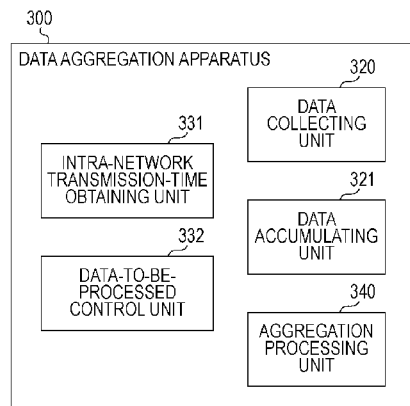 300
DATA AGGREGATION APPARATUS
320
DATA
COLLECTING
UNIT
331
INTRA-NETWORK
TRANSMISSION-TIME
OBTAINING UNIT
321
DATA
ACCUMULATING
UNIT
332
DATA-TO-BE-
PROCESSED
CONTROL UNIT
340
AGGREGATION
PROCESSING
UNIT